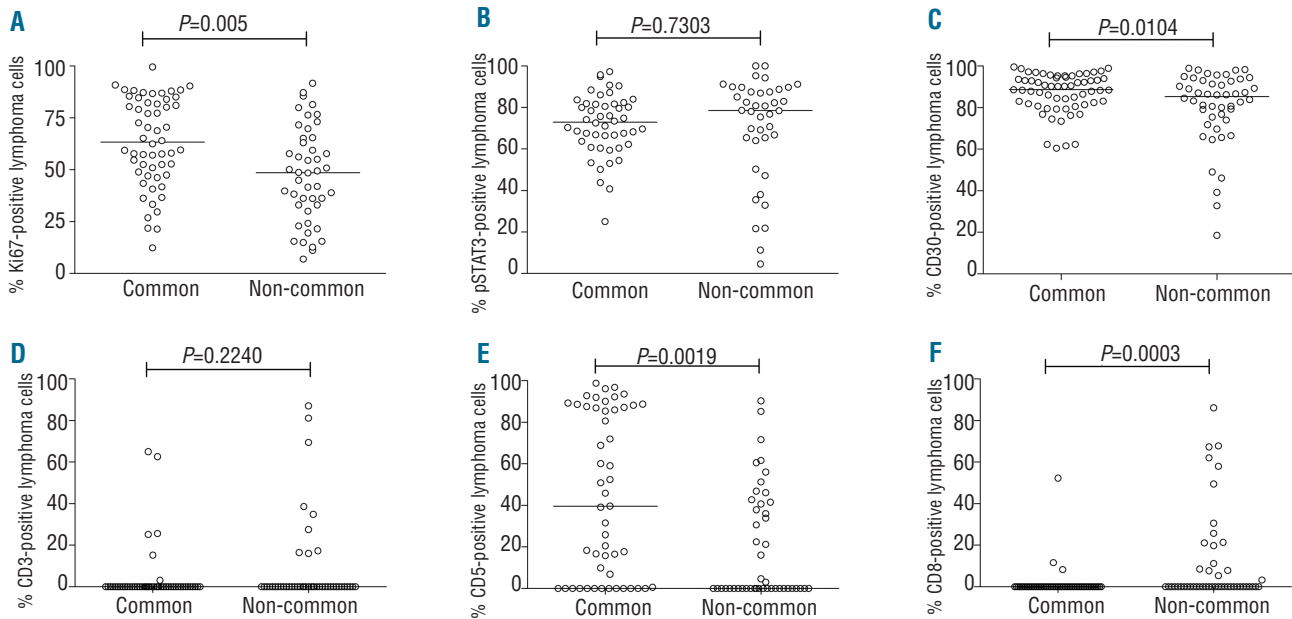 A
P=0.005
% Ki67-positive lymphoma cells
100
75
50
25
0
Common
Non-common
B
P=0.7303
% pSTAT3-positive lymphoma cells
100
80
60
40
20
0
Common
Non-common
C
P=0.0104
% CD30-positive lymphoma cells
100
80
60
40
20
0
Common
Non-common
D
P=0.2240
% CD3-positive lymphoma cells
100
80
60
40
20
0
Common
Non-common
E
P=0.0019
% CD5-positive lymphoma cells
100
80
60
40
20
0
Common
Non-common
F
P=0.0003
% CD8-positive lymphoma cells
100
80
60
40
20
0
Common
Non-common